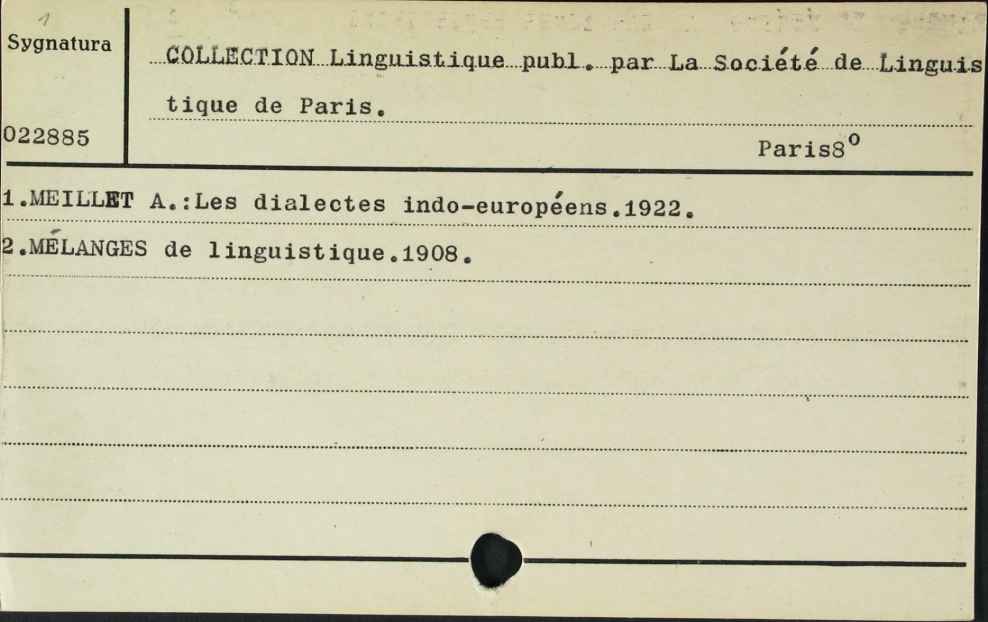 1
Sygnatura
COLLECTION Linguistique publ. par La Société de Linguis
tique de Paris.
022885
Paris8º
1.MEILLET A.:Les dialectes indo-européens.1922.
2.MÉLANGES de linguistique.1908.